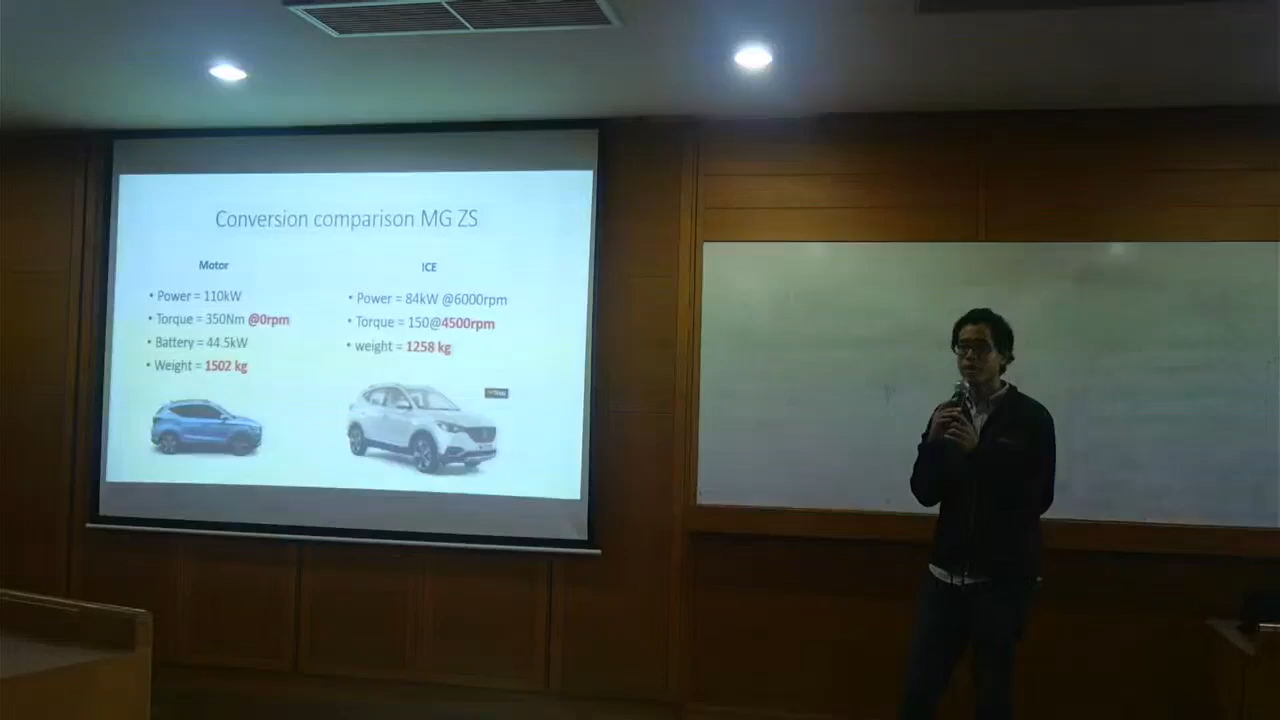 Conversion comparison MG ZS
Motor
• Power = 110kW
• Torque = 350Nm @0rpm
• Battery = 44.5kW
• Weight = 1502 kg
ICE
• Power = 84kW @6000rpm
• Torque = 150@4500rpm
• weight = 1258 kg